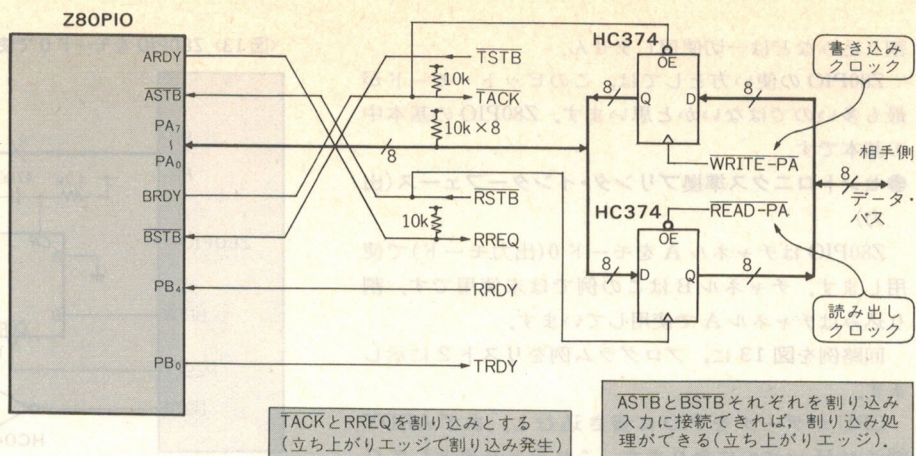 Z80PIO
ARDY
ASTB
PA7
PA0
BRDY
BSTB
PB4
PB0
TSTB
10k
TACK
10k×8
8
RSTB
10k
RREQ
RRDY
TRDY
HC374
OE
8
Q
D
8
WRITE-PA
書き込み
クロック
相手側
8
データ・
バス
HC374
READ-PA
OE
8
D
Q
8
読み出し
クロック
TACKとRREQを割り込みとする
(立ち上がりエッジで割り込み発生)
ASTBとBSTBそれぞれを割り込み
入力に接続できれば,割り込み処
理ができる(立ち上がりエッジ).